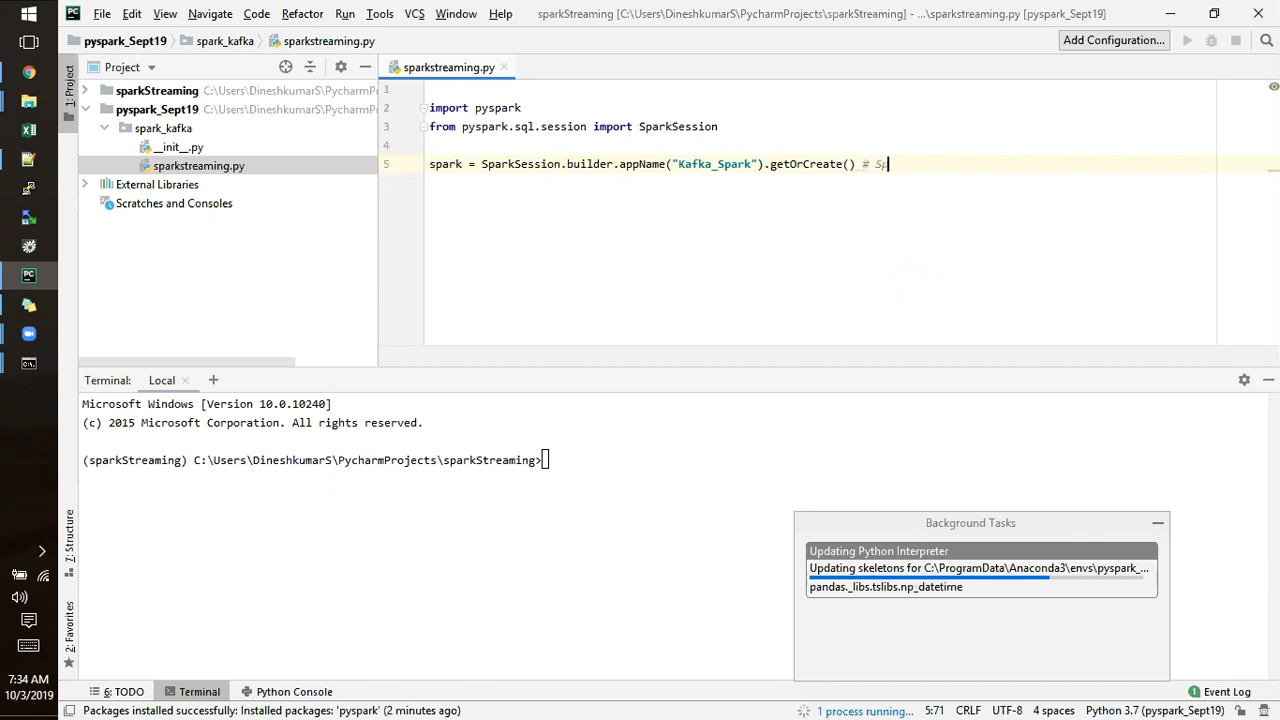 File Edit View Navigate Code Refactor Run Tools VCS Window Help sparkStreaming [C:\Users\DineshkumarS\PycharmProjects\sparkStreaming] - ...\sparkstreaming.py [pyspark_Sept19]
pyspark_Sept19 spark_kafka sparkstreaming.py Add Configuration...
1: Project
Project
sparkstreaming.py
sparkStreaming C:\Users\DineshkumarS\PycharmPr
pyspark_Sept19 C:\Users\DineshkumarS\PycharmPr
spark_kafka
__init__.py
sparkstreaming.py
External Libraries
Scratches and Consoles
1
2 import pyspark
3 from pyspark.sql.session import SparkSession
4
5 spark = SparkSession.builder.appName("Kafka_Spark").getOrCreate() # Sp
Terminal: Local
Microsoft Windows [Version 10.0.10240]
(c) 2015 Microsoft Corporation. All rights reserved.
(sparkStreaming) C:\Users\DineshkumarS\PycharmProjects\sparkStreaming>
7: Structure
2: Favorites
Background Tasks
Updating Python Interpreter
Updating skeletons for C:\ProgramData\Anaconda3\envs\pyspark_...
pandas._libs.tslibs.np_datetime
6: TODO Terminal Python Console Event Log
Packages installed successfully: Installed packages: 'pyspark' (2 minutes ago) 1 process running... 5:71 CRLF UTF-8 4 spaces Python 3.7 (pyspark_Sept19)
7:34 AM
10/3/2019